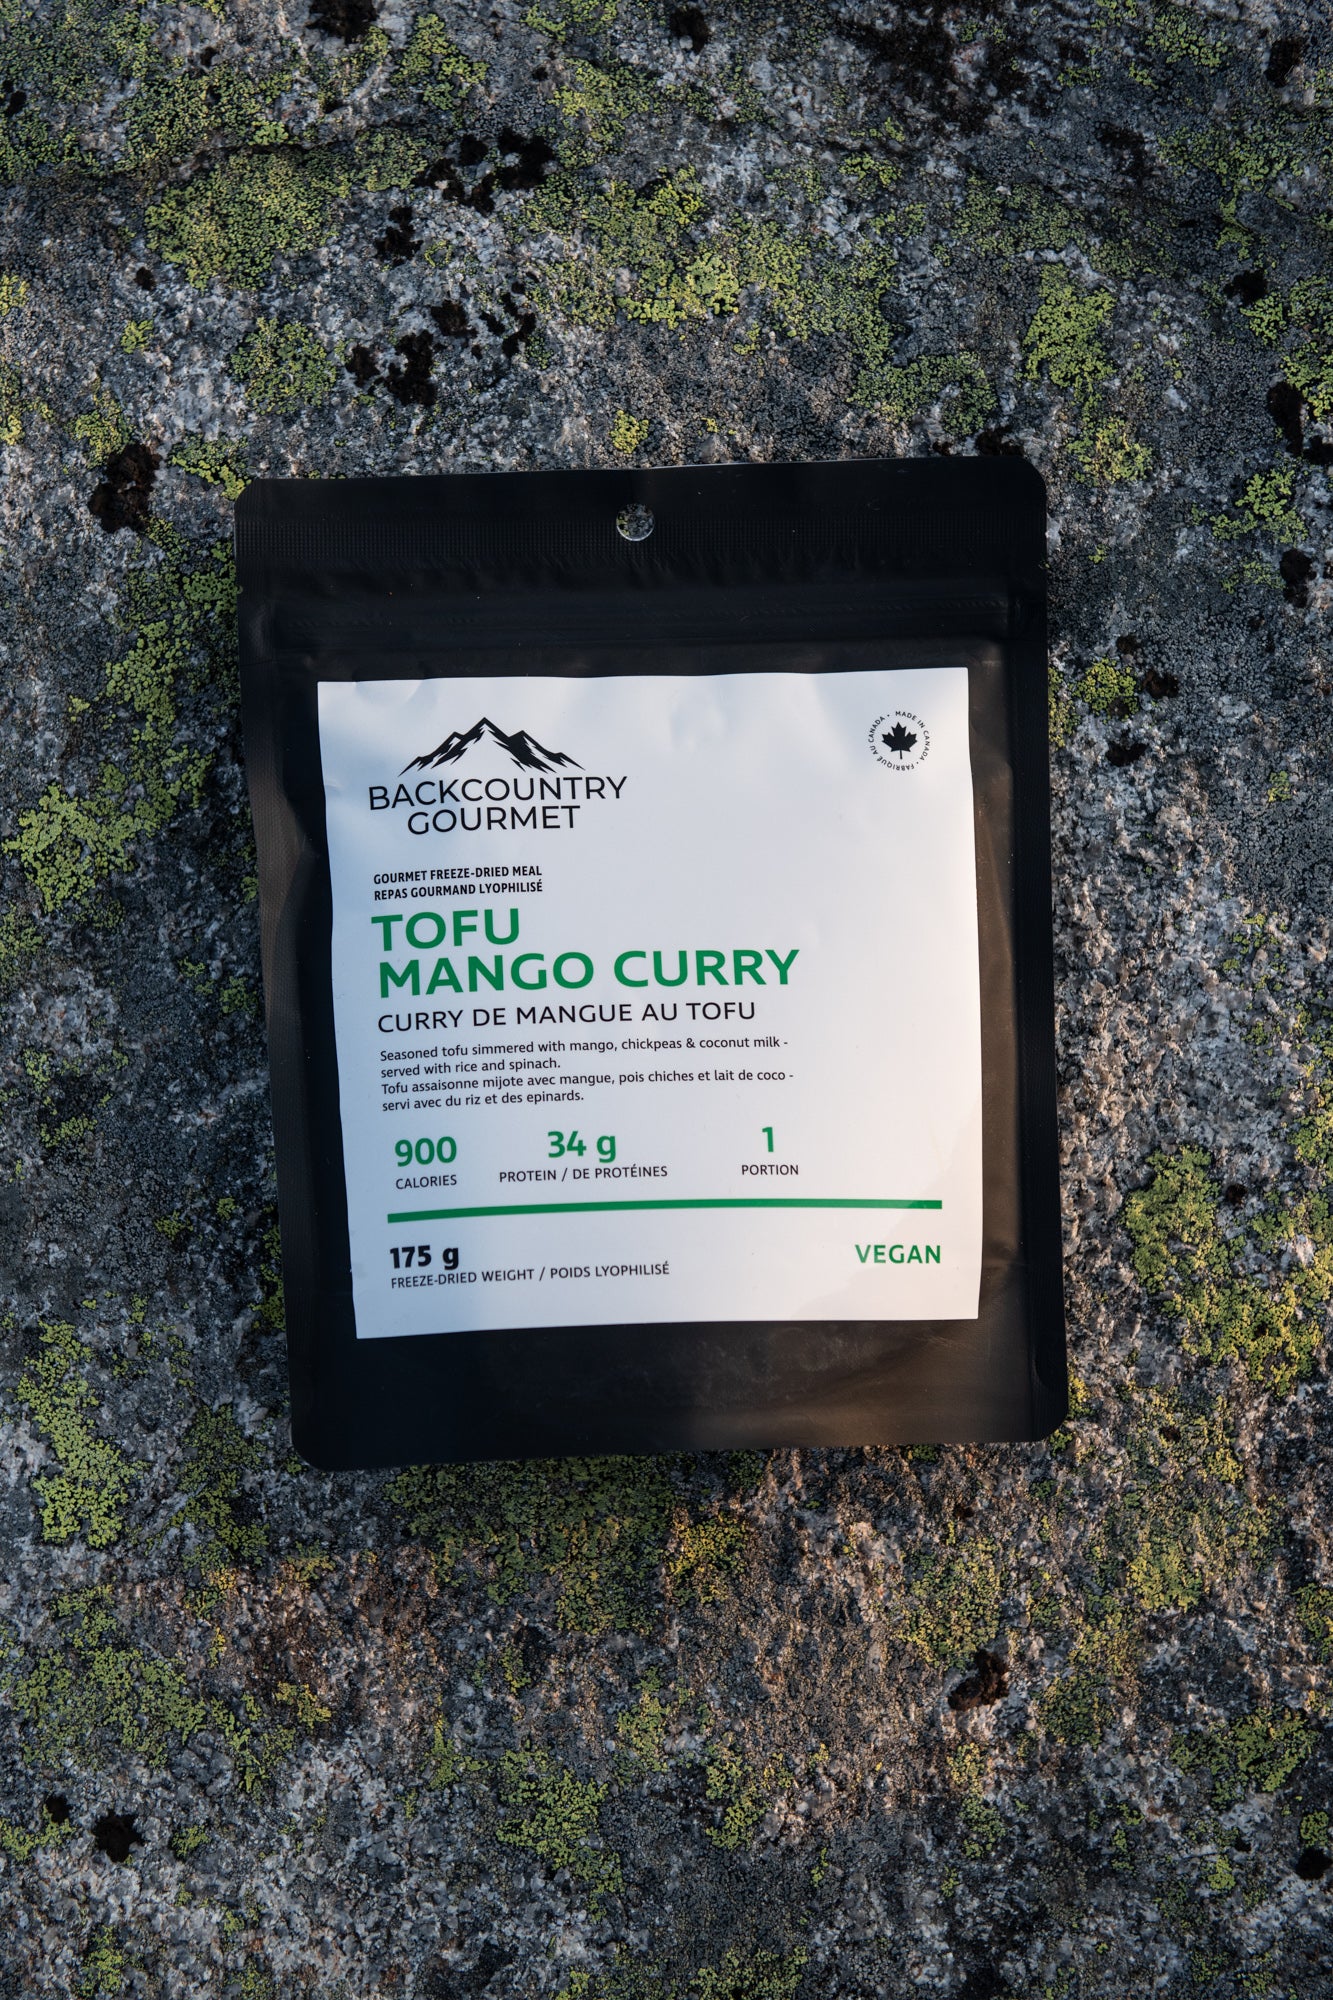 BACKCOUNTRY
GOURMET
MADE IN CANADA • FABRIQUÉ AU CANADA •
GOURMET FREEZE-DRIED MEAL
REPAS GOURMAND LYOPHILISÉ
TOFU
MANGO CURRY
CURRY DE MANGUE AU TOFU
Seasoned tofu simmered with mango, chickpeas & coconut milk -
served with rice and spinach.
Tofu assaisonne mijote avec mangue, pois chiches et lait de coco -
servi avec du riz et des epinards.
900 34 g 1
CALORIES PROTEIN / DE PROTÉINES PORTION
175 g
FREEZE-DRIED WEIGHT / POIDS LYOPHILISÉ
VEGAN